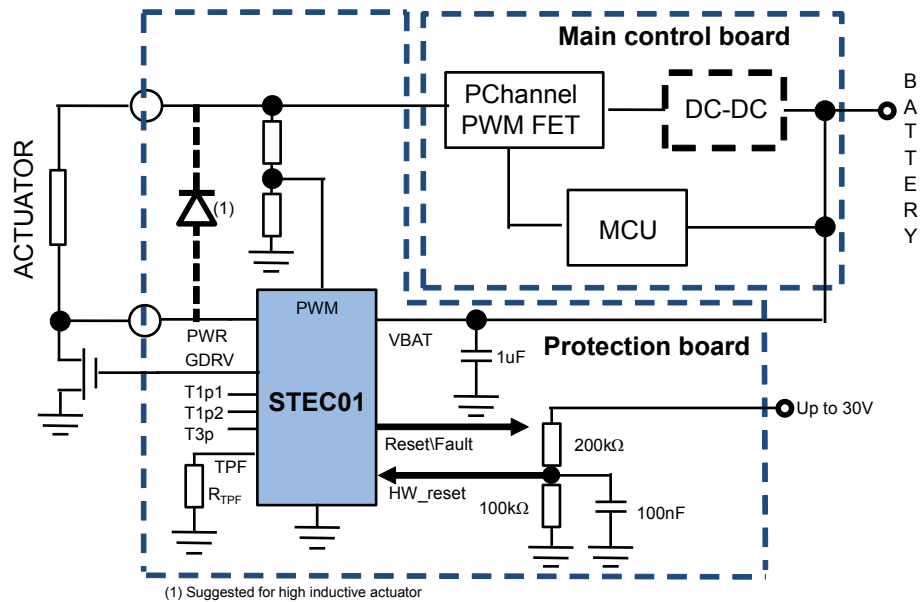 Main control board
PChannel
PWM FET
DC-DC
BATTERY
MCU
ACTUATOR
(1)
PWM
PWR
VBAT
GDRV
1uF
Protection board
STEC01
T1p1
T1p2
T3p
TPF
RTPF
Reset\Fault
HW_reset
Up to 30V
200kΩ
100kΩ
100nF
(1) Suggested for high inductive actuator